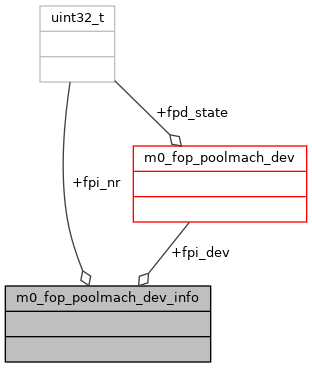 uint32_t
+fpd_state
m0_fop_poolmach_dev
+fpi_nr
+fpi_dev
m0_fop_poolmach_dev_info